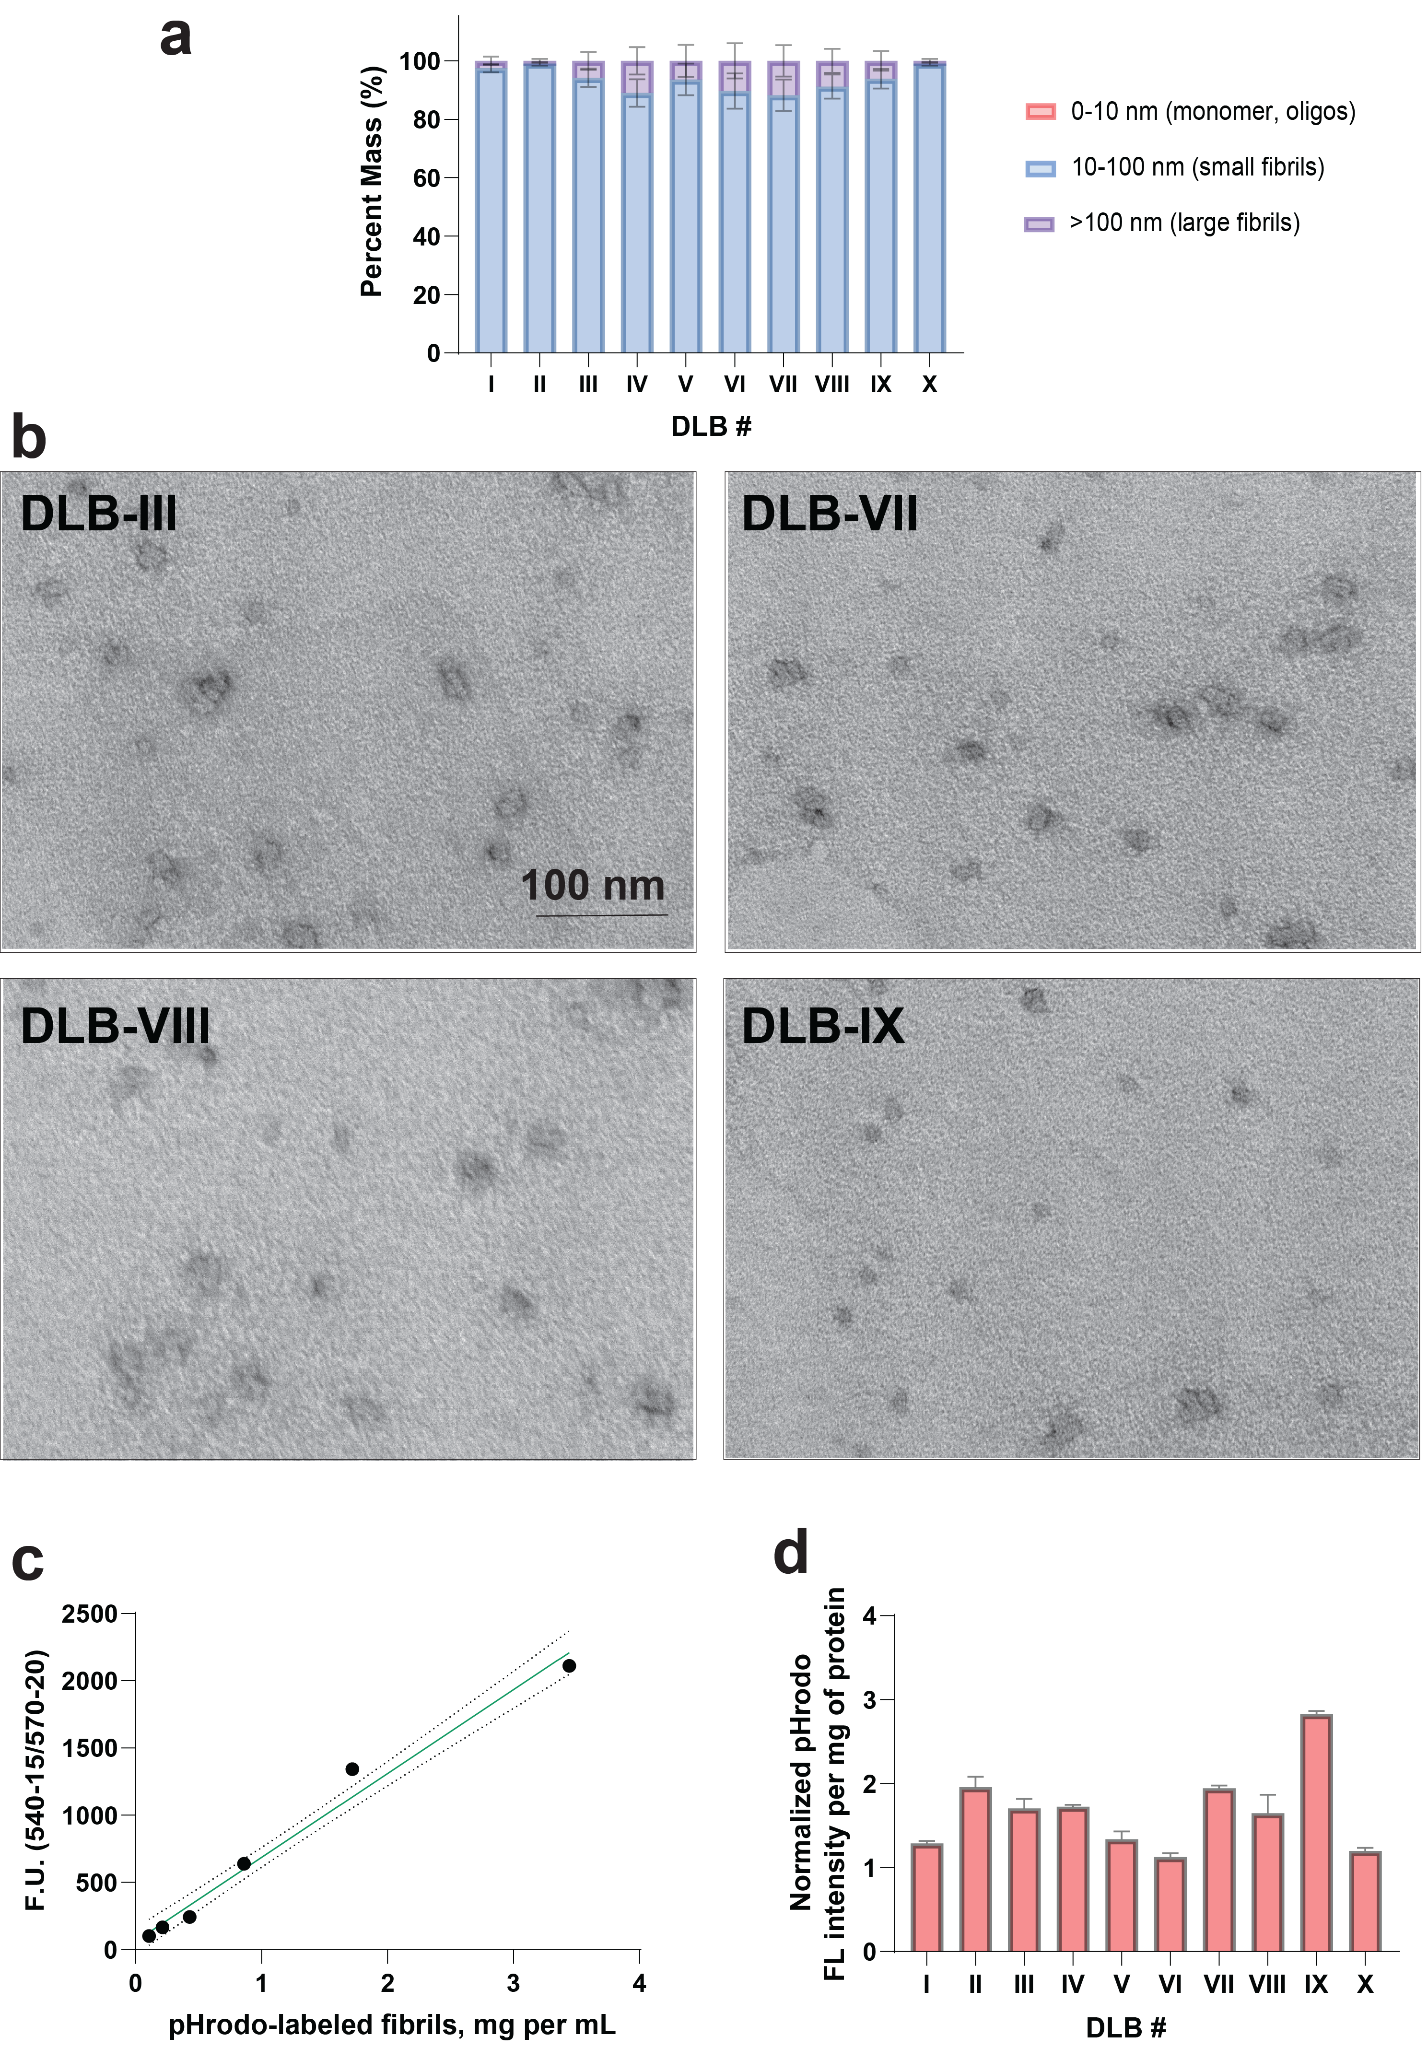 a
Percent Mass (%)
100
80
60
40
20
0
I II III IV V VI VII VIII IX X
DLB #
0-10 nm (monomer, oligos)
10-100 nm (small fibrils)
>100 nm (large fibrils)
b
DLB-III
100 nm
DLB-VII
DLB-VIII
DLB-IX
c
F.U. (540-15/570-20)
2500
2000
1500
1000
500
0
0 1 2 3 4
pHrodo-labeled fibrils, mg per mL
d
Normalized pHrodo
FL intensity per mg of protein
4
3
2
1
0
I II III IV V VI VII VIII IX X
DLB #